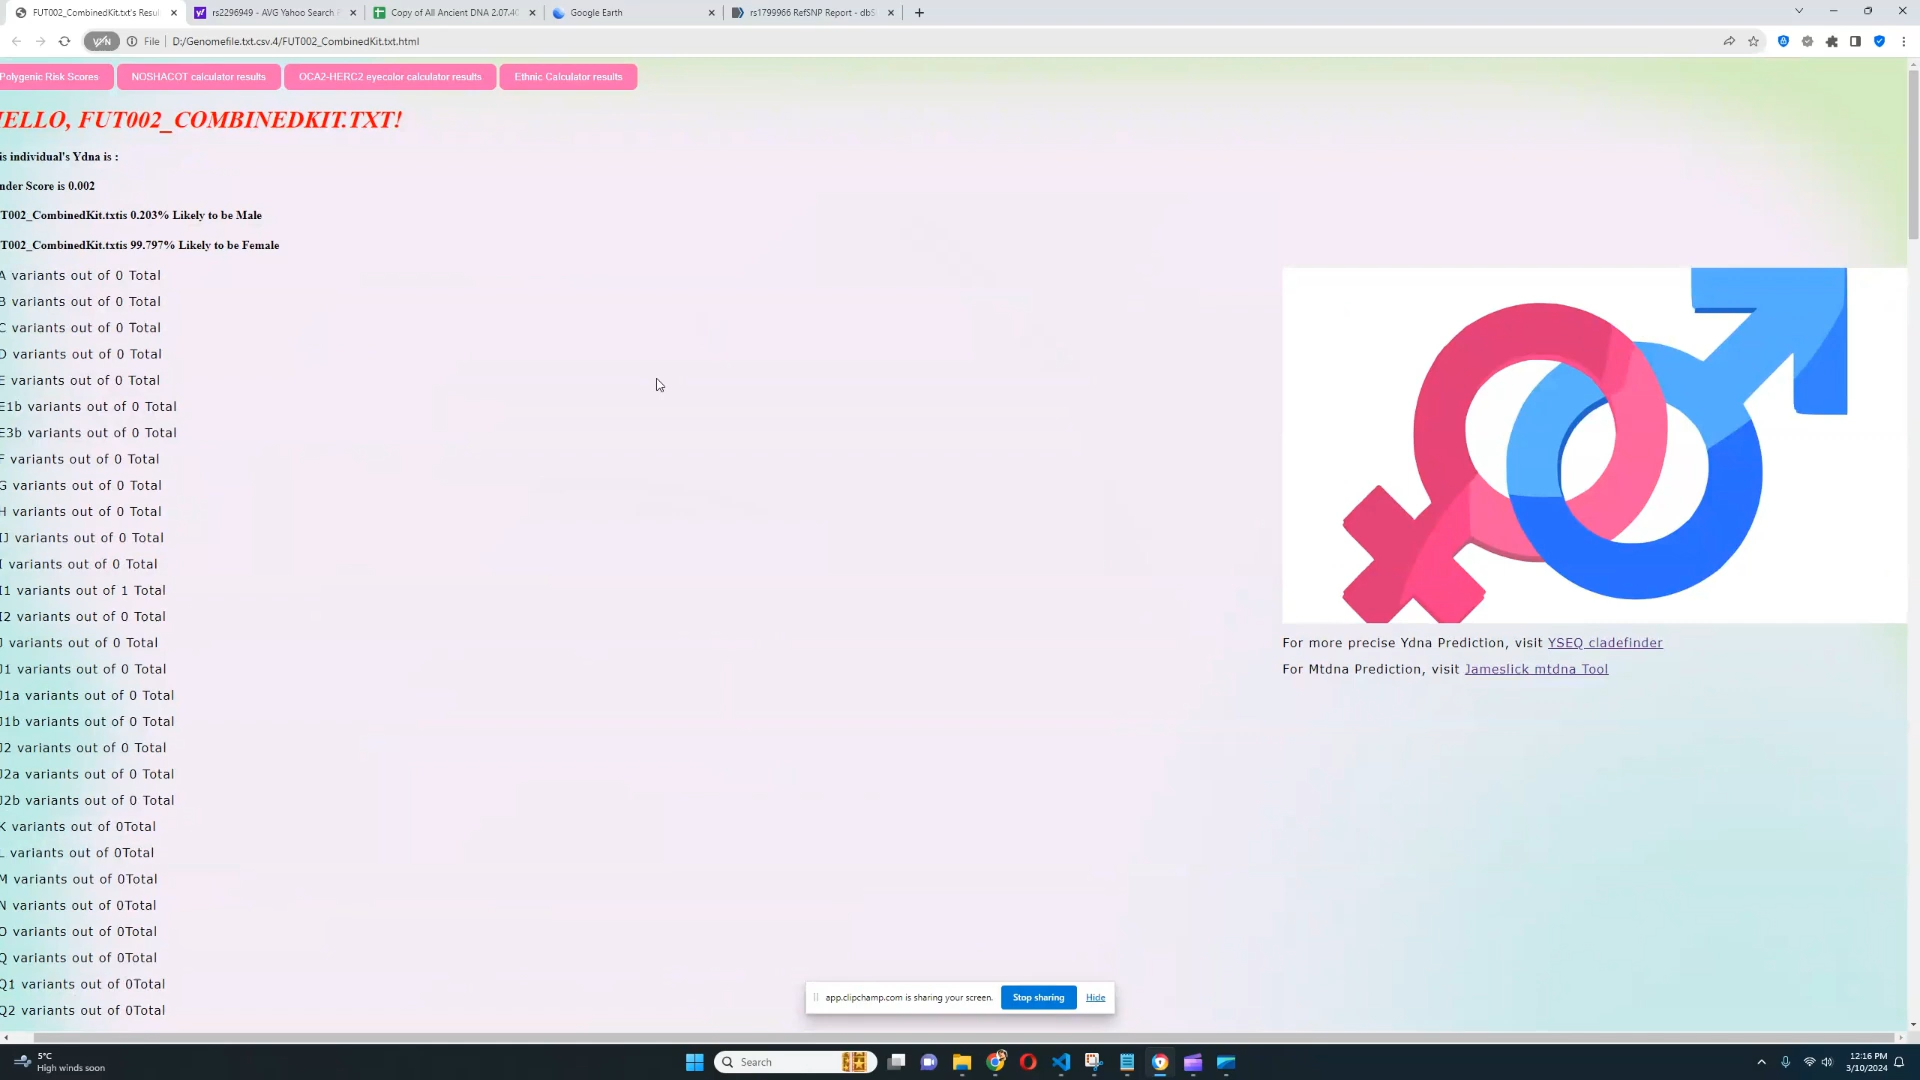 FUT002_CombinedKit.txt's Resu
rs2296949 - AVG Yahoo Search
Copy of All Ancient DNA 2.07.40
Google Earth
rs1799966 RefSNP Report - dbS
VPN
File
D:/Genomefile.txt.csv.4/FUT002_CombinedKit.txt.html
Polygenic Risk Scores
NOSHACOT calculator results
OCA2-HERC2 eyecolor calculator results
Ethnic Calculator results
ELLO, FUT002_COMBINEDKIT.TXT!
is individual's Ydna is :
nder Score is 0.002
T002_CombinedKit.txtis 0.203% Likely to be Male
T002_CombinedKit.txtis 99.797% Likely to be Female
A variants out of 0 Total
B variants out of 0 Total
C variants out of 0 Total
D variants out of 0 Total
E variants out of 0 Total
E1b variants out of 0 Total
E3b variants out of 0 Total
F variants out of 0 Total
G variants out of 0 Total
H variants out of 0 Total
IJ variants out of 0 Total
I variants out of 0 Total
I1 variants out of 1 Total
I2 variants out of 0 Total
J variants out of 0 Total
J1 variants out of 0 Total
J1a variants out of 0 Total
J1b variants out of 0 Total
J2 variants out of 0 Total
J2a variants out of 0 Total
J2b variants out of 0 Total
K variants out of 0Total
L variants out of 0Total
M variants out of 0Total
N variants out of 0Total
O variants out of 0Total
Q variants out of 0Total
Q1 variants out of 0Total
Q2 variants out of 0Total
For more precise Ydna Prediction, visit YSEQ cladefinder
For Mtdna Prediction, visit Jameslick mtdna Tool
app.clipchamp.com is sharing your screen.
Stop sharing
Hide
5°C
High winds soon
Search
12:16 PM
3/10/2024